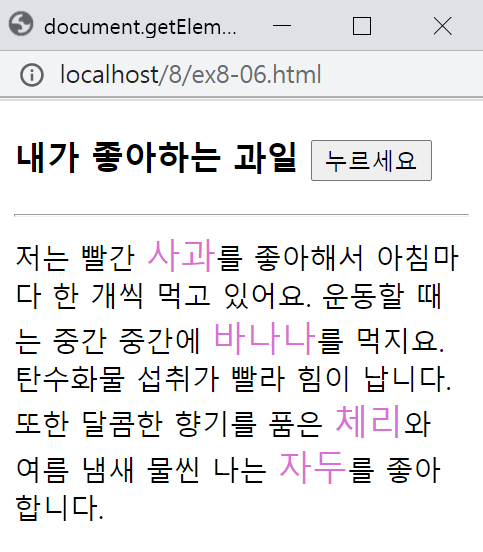 document.getElem...
localhost/8/ex8-06.html
내가 좋아하는 과일 누르세요
저는 빨간 사과를 좋아해서 아침마
다 한 개씩 먹고 있어요. 운동할 때
는 중간 중간에 바나나를 먹지요.
탄수화물 섭취가 빨라 힘이 납니다.
또한 달콤한 향기를 품은 체리와
여름 냄새 물씬 나는 자두를 좋아
합니다.